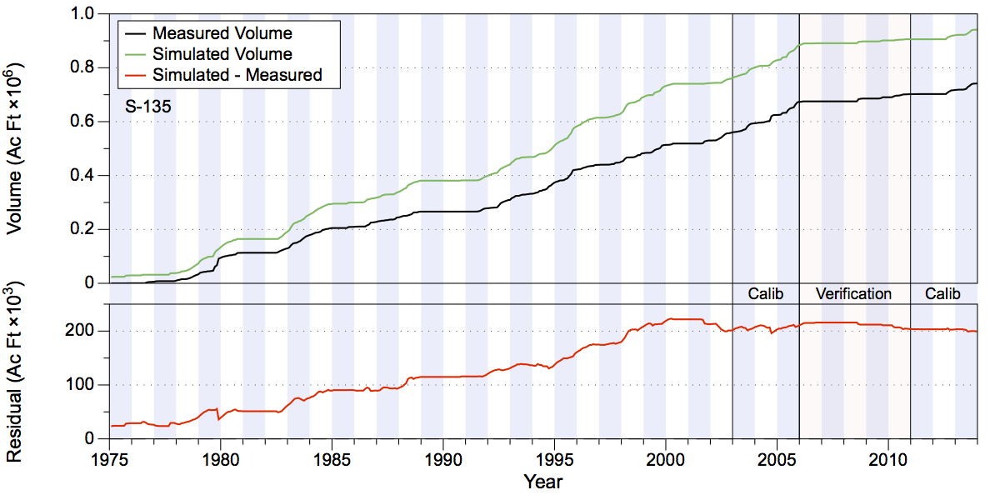 Volume (Ac Ft ×10⁶)
1.0
0.8
0.6
0.4
0.2
0
Measured Volume
Simulated Volume
Simulated - Measured
S-135
Calib
Verification
Calib
Residual (Ac Ft ×10³)
200
100
0
1975 1980 1985 1990 1995 2000 2005 2010
Year